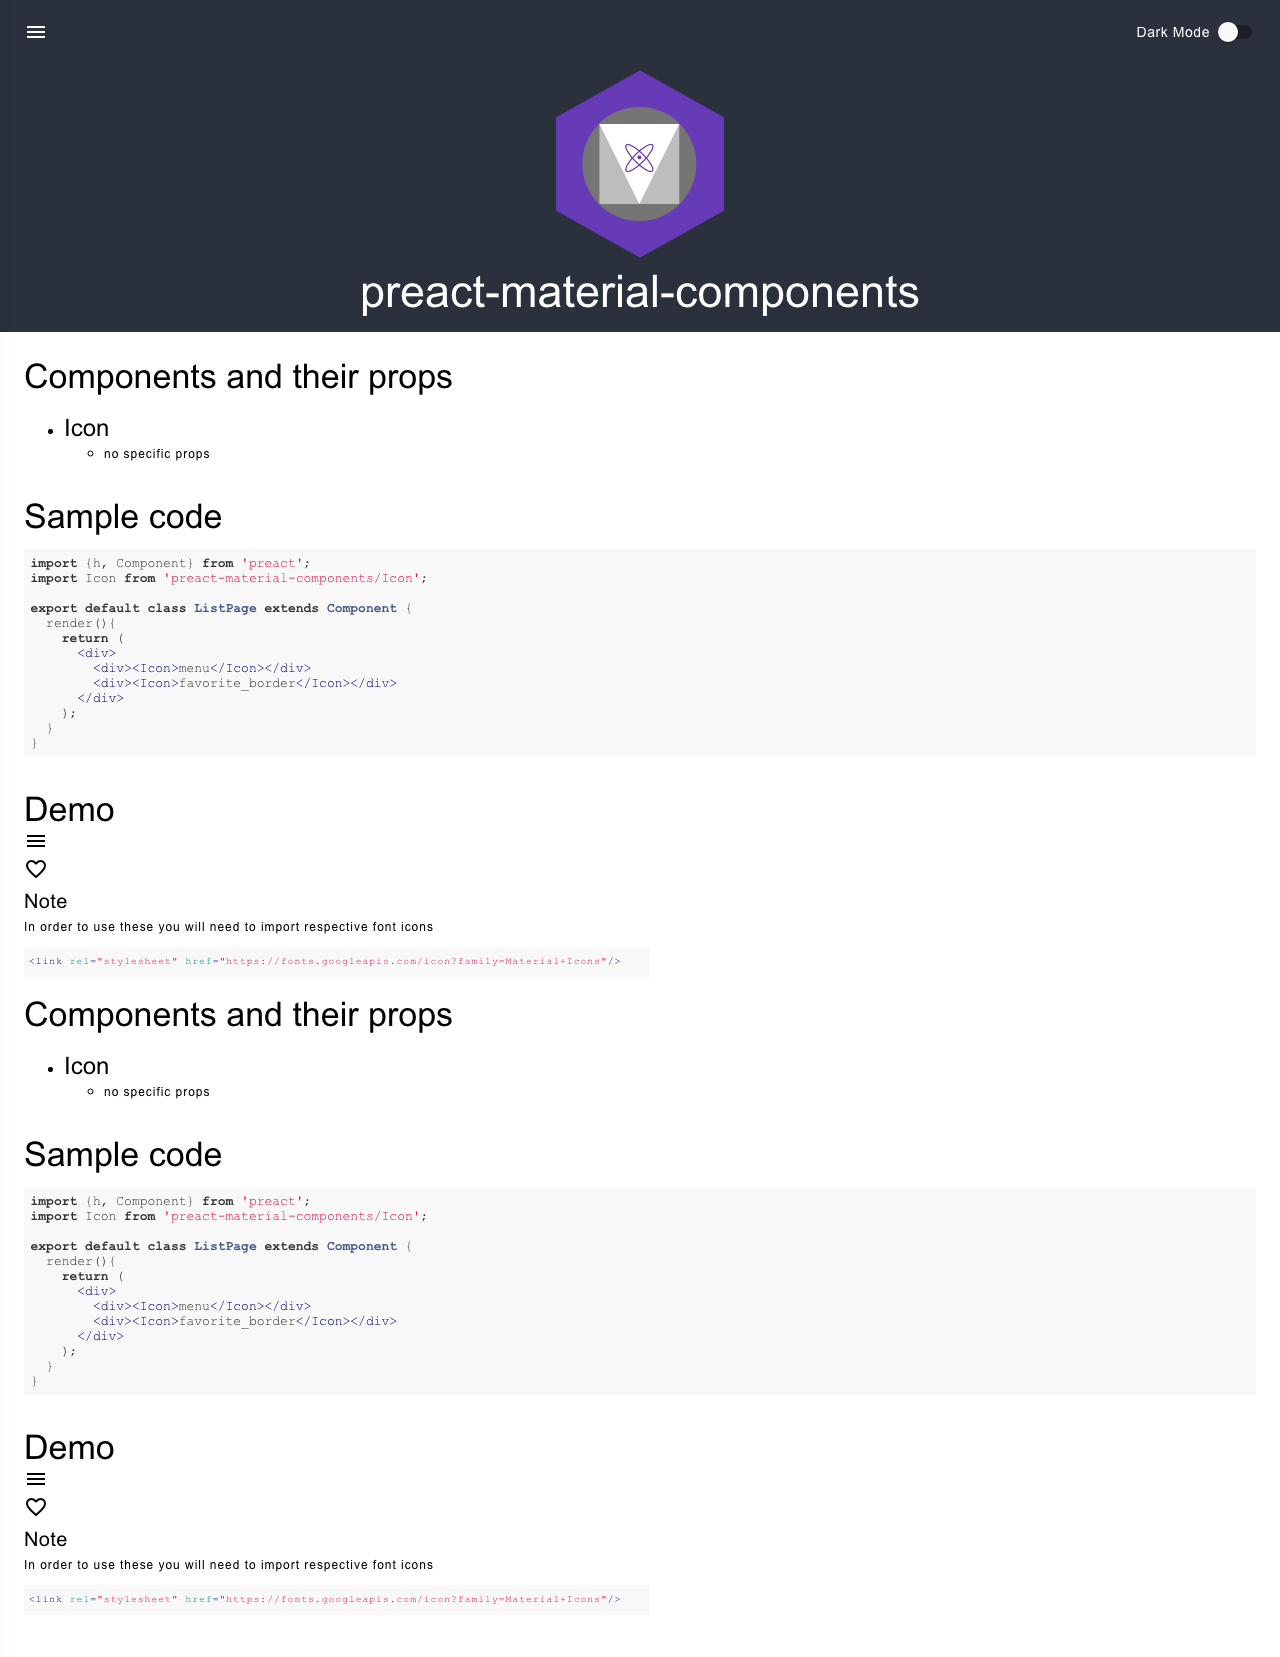 Dark Mode
preact-material-components
Components and their props
Icon
no specific props
Sample code
import {h, Component} from 'preact';
import Icon from 'preact-material-components/Icon';
export default class ListPage extends Component {
  render(){
    return (
      <div>
        <div><Icon>menu</Icon></div>
        <div><Icon>favorite_border</Icon></div>
      </div>
    );
  }
}
Demo
Note
In order to use these you will need to import respective font icons
<link rel="stylesheet" href="https://fonts.googleapis.com/icon?family=Material+Icons"/>
Components and their props
Icon
no specific props
Sample code
import {h, Component} from 'preact';
import Icon from 'preact-material-components/Icon';
export default class ListPage extends Component {
  render(){
    return (
      <div>
        <div><Icon>menu</Icon></div>
        <div><Icon>favorite_border</Icon></div>
      </div>
    );
  }
}
Demo
Note
In order to use these you will need to import respective font icons
<link rel="stylesheet" href="https://fonts.googleapis.com/icon?family=Material+Icons"/>